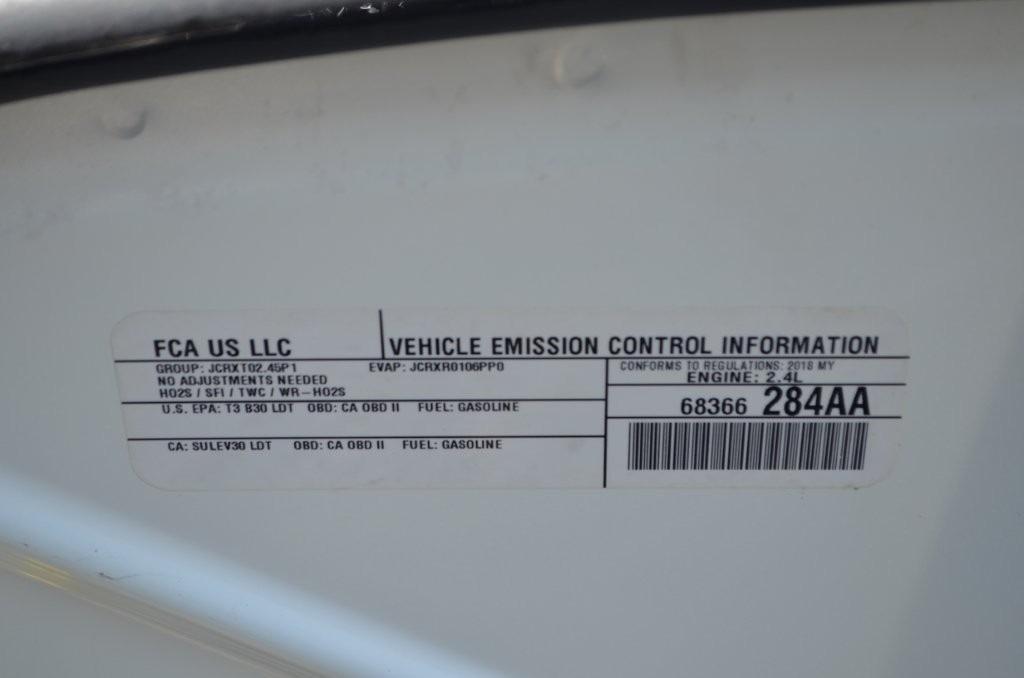 FCA US LLC
VEHICLE EMISSION CONTROL INFORMATION
GROUP: JCRXT02.45P1 EVAP: JCRXR0106PP0
NO ADJUSTMENTS NEEDED
HO2S / SFI / TWC / WR-HO2S
U.S. EPA: T3 B30 LDT OBD: CA OBD II FUEL: GASOLINE
CA: SULEV30 LDT OBD: CA OBD II FUEL: GASOLINE
CONFORMS TO REGULATIONS: 2018 MY
ENGINE: 2.4L
68366 284AA